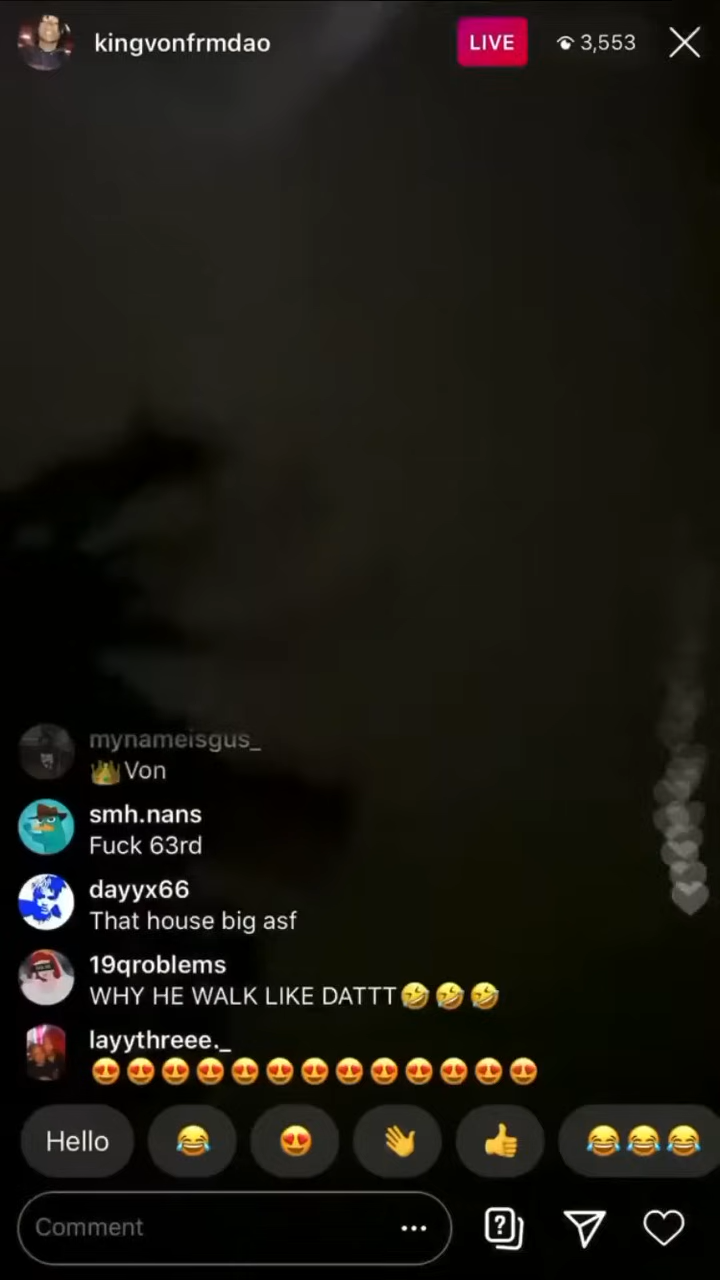 kingvonfrmdao
LIVE
3,553
mynameisgus_
👑Von
smh.nans
Fuck 63rd
dayyx66
That house big asf
19qroblems
WHY HE WALK LIKE DATTT🤣🤣🤣
layythreee._
😍😍😍😍😍😍😍😍😍😍😍😍😍
Hello 😂 😍 👋 👍 😂😂😂
Comment